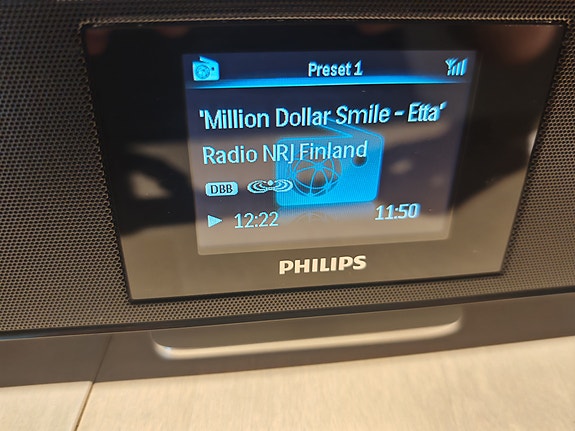 Preset 1
'Million Dollar Smile - Etta'
Radio NRJ Finland
DBB
12:22 11:50
PHILIPS